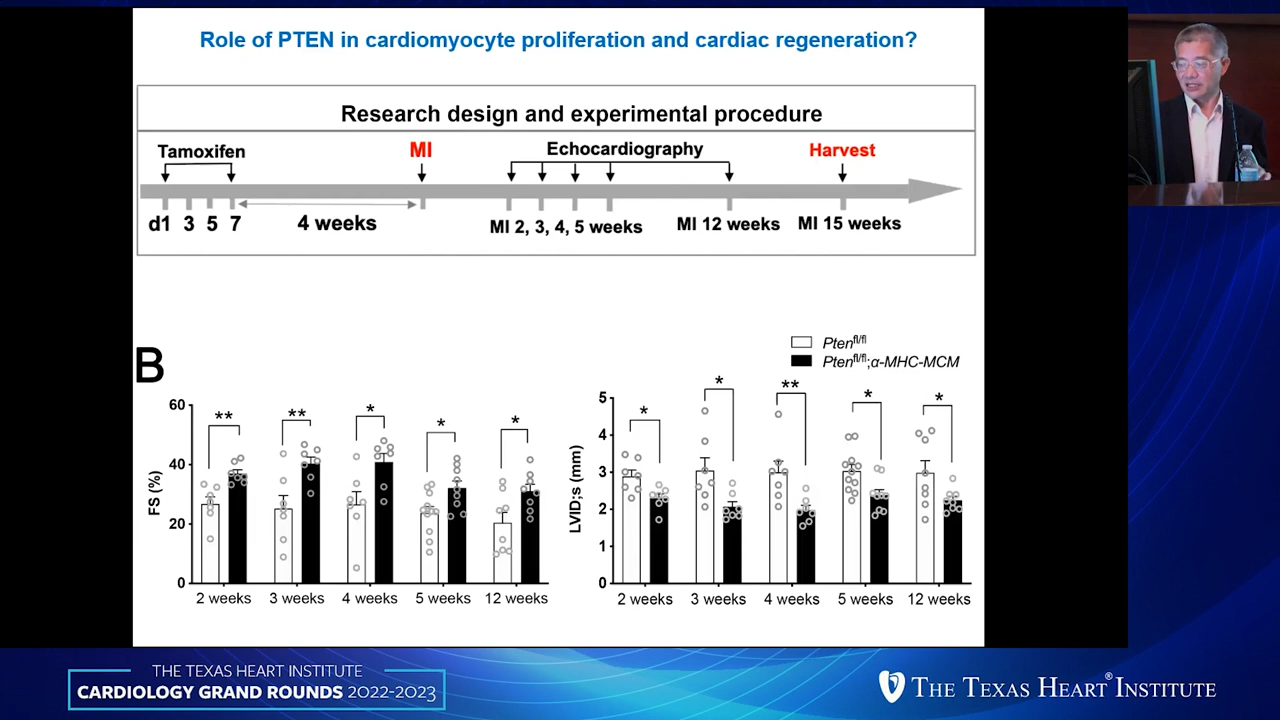 Role of PTEN in cardiomyocyte proliferation and cardiac regeneration?
Research design and experimental procedure
Tamoxifen
MI
Echocardiography
Harvest
d1 3 5 7
4 weeks
MI 2, 3, 4, 5 weeks
MI 12 weeks
MI 15 weeks
B
Ptenfl/fl
Ptenfl/fl;α-MHC-MCM
FS (%)
60
40
20
0
** ** * * *
2 weeks 3 weeks 4 weeks 5 weeks 12 weeks
LVID;s (mm)
5
4
3
2
1
0
* * ** * *
2 weeks 3 weeks 4 weeks 5 weeks 12 weeks
THE TEXAS HEART INSTITUTE
CARDIOLOGY GRAND ROUNDS 2022-2023
THE TEXAS HEART® INSTITUTE